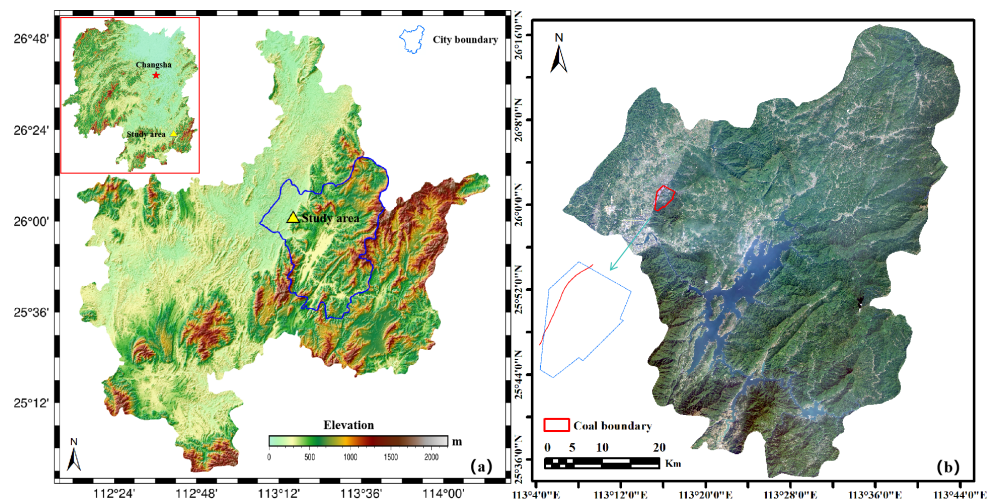 26°48'
26°24'
26°00'
25°36'
25°12'
112°24'
112°48'
113°12'
113°36'
114°00'
Changsha
Study area
City boundary
Study area
Elevation
0
500
1000
1500
2000
m
N
(a)
N
26°16'0"N
26°8'0"N
26°0'0"N
25°52'0"N
25°44'0"N
25°36'0"N
Coal boundary
0
5
10
20
Km
(b)
113°4'0"E
113°12'0"E
113°20'0"E
113°28'0"E
113°36'0"E
113°44'0"E